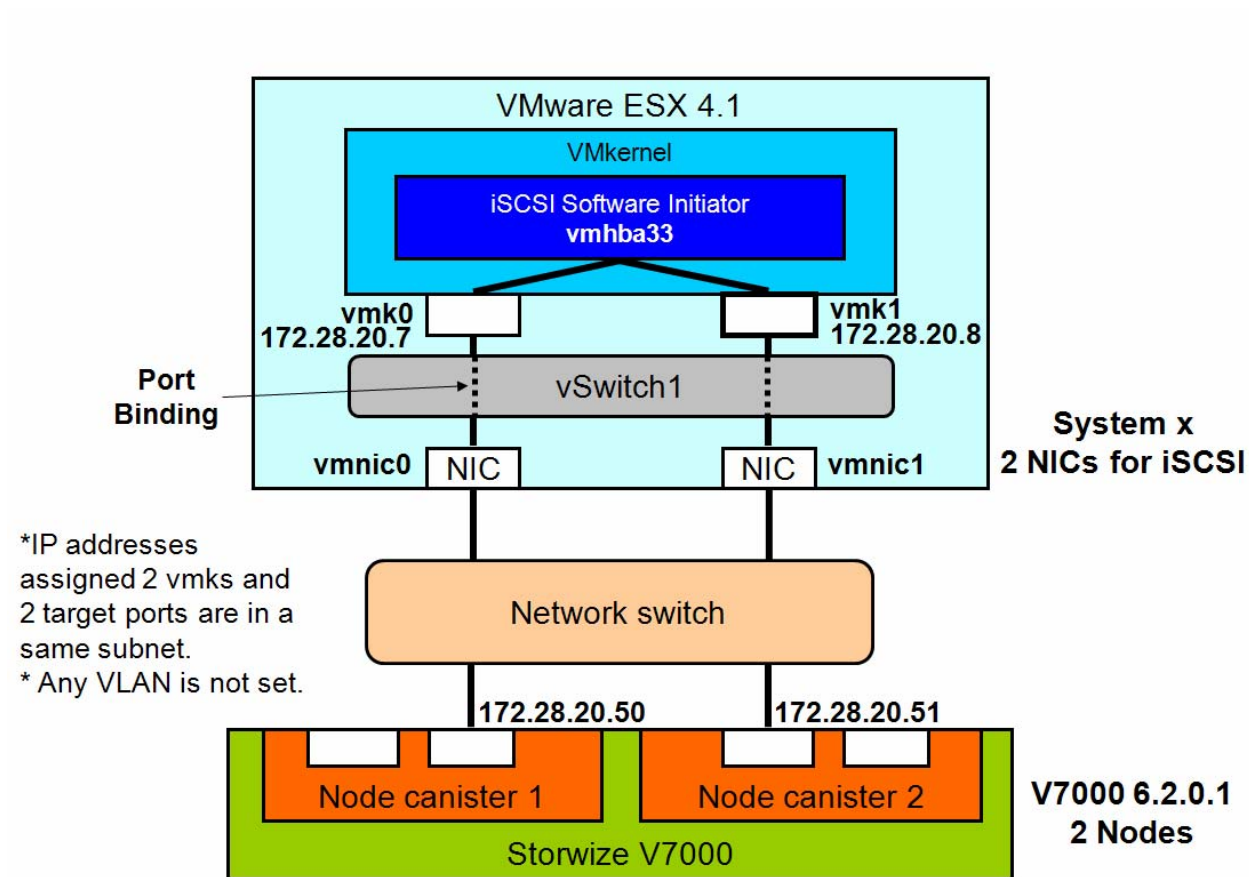 VMware ESX 4.1
VMkernel
iSCSI Software Initiator
vmhba33
vmk0
172.28.20.7
vmk1
172.28.20.8
Port
Binding
vSwitch1
System x
2 NICs for iSCSI
vmnic0
NIC
NIC
vmnic1
*IP addresses
assigned 2 vmks and
2 target ports are in a
same subnet.
* Any VLAN is not set.
Network switch
172.28.20.50
172.28.20.51
Node canister 1
Node canister 2
V7000 6.2.0.1
2 Nodes
Storwize V7000